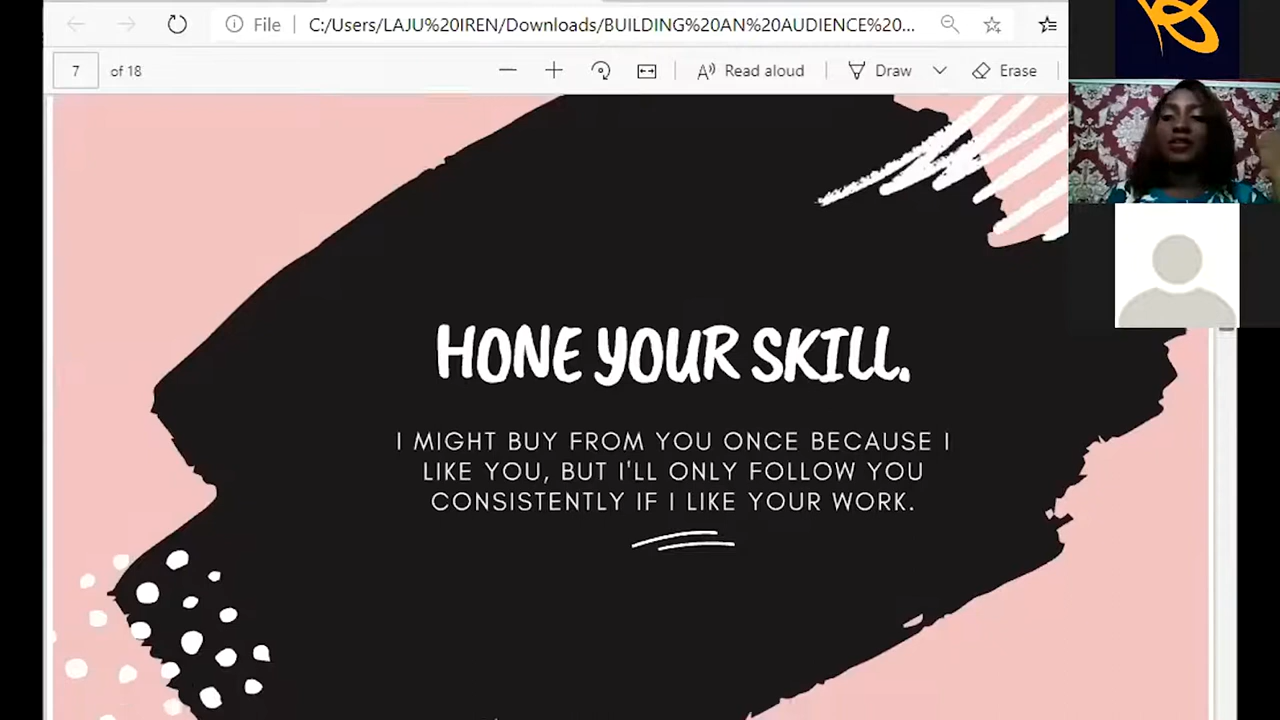 File
C:/Users/LAJU%20IREN/Downloads/BUILDING%20AN%20AUDIENCE%20...
7 of 18
Read aloud
Draw
Erase
HONE YOUR SKILL.
I MIGHT BUY FROM YOU ONCE BECAUSE I
LIKE YOU, BUT I'LL ONLY FOLLOW YOU
CONSISTENTLY IF I LIKE YOUR WORK.